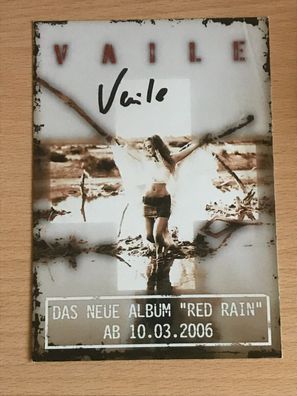 VAILE
Vaile
DAS NEUE ALBUM "RED RAIN"
AB 10.03.2006